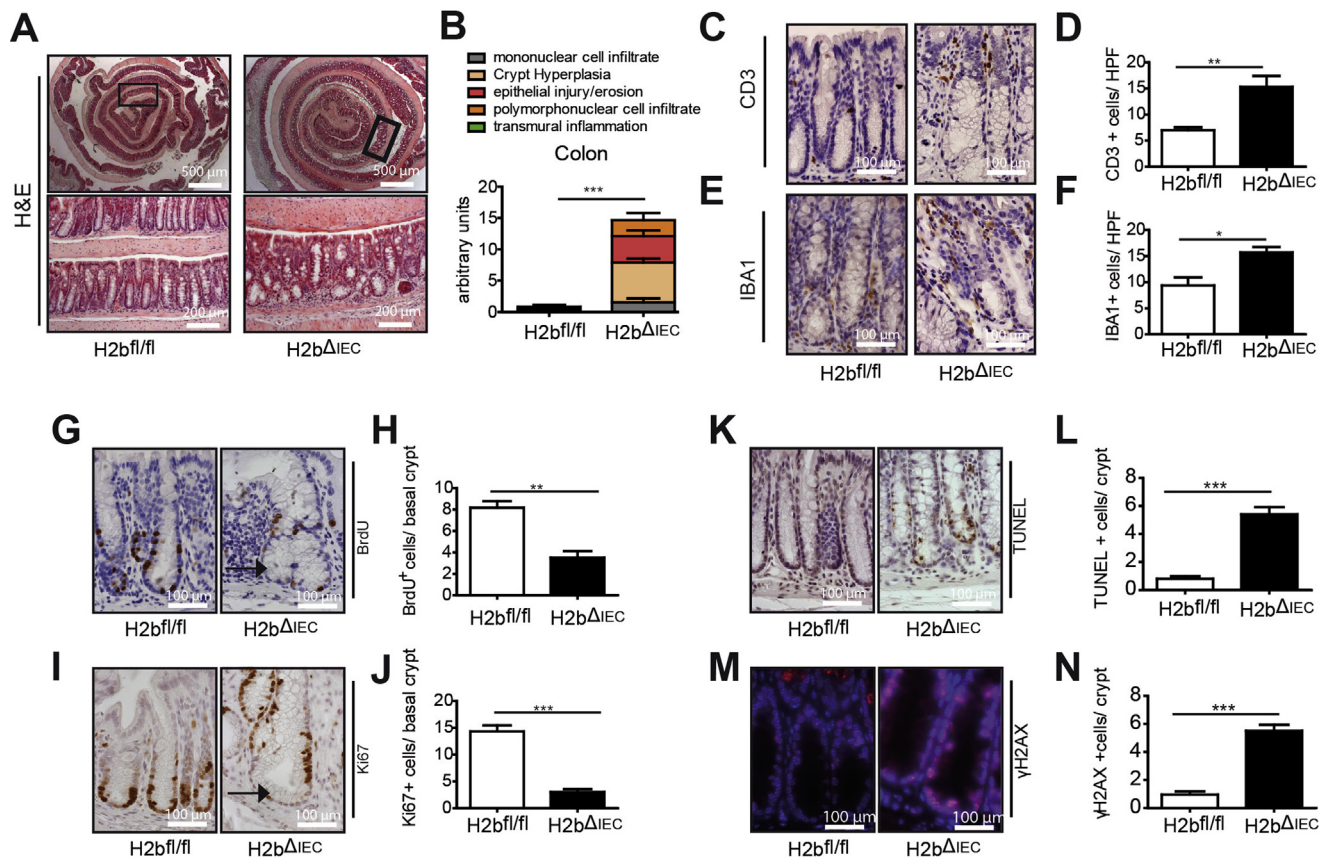 A
H&E
500 µm
500 µm
200 µm
200 µm
H2bfl/fl
H2bΔIEC
B
mononuclear cell infiltrate
Crypt Hyperplasia
epithelial injury/erosion
polymorphonuclear cell infiltrate
transmural inflammation
Colon
***
arbitrary units
20
15
10
5
0
H2bfl/fl
H2bΔIEC
C
CD3
100 µm
100 µm
D
**
CD3 + cells/ HPF
20
15
10
5
0
H2bfl/fl
H2bΔIEC
E
IBA1
100 µm
100 µm
H2bfl/fl
H2bΔIEC
F
*
IBA1+ cells/ HPF
20
15
10
5
0
H2bfl/fl
H2bΔIEC
G
BrdU
100 µm
100 µm
H2bfl/fl
H2bΔIEC
H
**
BrdU+ cells/ basal crypt
10
8
6
4
2
0
H2bfl/fl
H2bΔIEC
I
Ki67
100 µm
100 µm
H2bfl/fl
H2bΔIEC
J
***
Ki67+ cells/ basal crypt
20
15
10
5
0
H2bfl/fl
H2bΔIEC
K
TUNEL
100 µm
100 µm
H2bfl/fl
H2bΔIEC
L
***
TUNEL + cells/ crypt
8
6
4
2
0
H2bfl/fl
H2bΔIEC
M
γH2AX
100 µm
100 µm
H2bfl/fl
H2bΔIEC
N
***
γH2AX +cells/ crypt
8
6
4
2
0
H2bfl/fl
H2bΔIEC